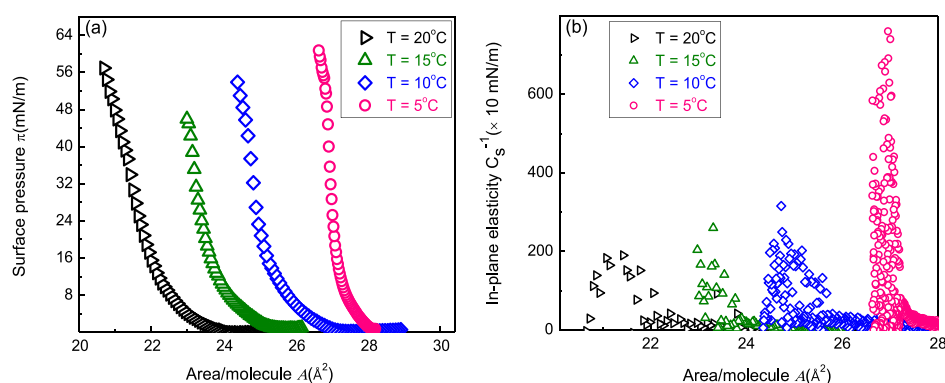 (a)
T = 20°C
T = 15°C
T = 10°C
T = 5°C
Surface pressure π(mN/m)
64
56
48
40
32
24
16
8
20 22 24 26 28 30
Area/molecule A(Å²)
(b)
T = 20°C
T = 15°C
T = 10°C
T = 5°C
In-plane elasticity Cₛ⁻¹(× 10 mN/m)
800
600
400
200
0
22 24 26 28
Area/molecule A(Å²)